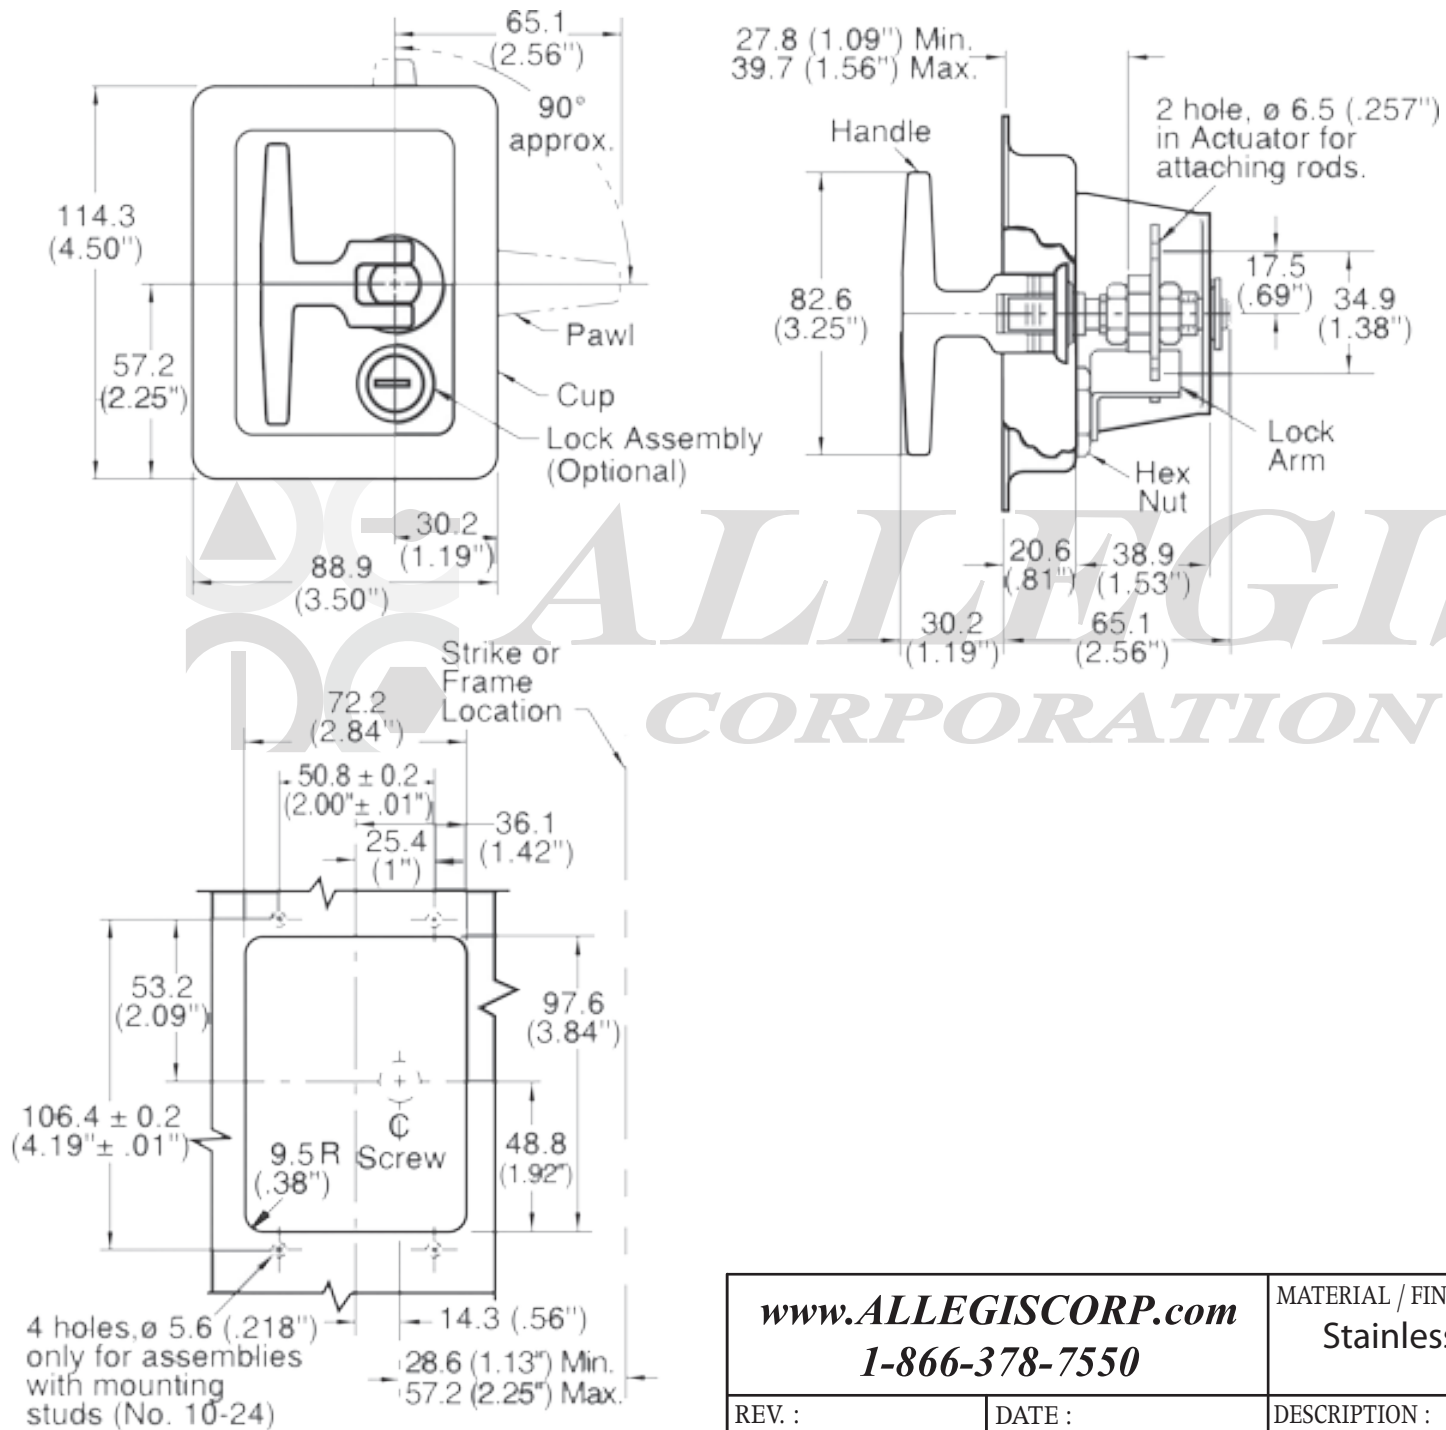 65.1
(2.56")
90°
approx.
114.3
(4.50")
57.2
(2.25")
Pawl
Cup
Lock Assembly
(Optional)
30.2
(1.19")
88.9
(3.50")
27.8 (1.09") Min.
39.7 (1.56") Max.
Handle
2 hole, ø 6.5 (.257")
in Actuator for
attaching rods.
82.6
(3.25")
17.5
(.69")
34.9
(1.38")
Lock
Arm
Hex
Nut
20.6
(.81")
38.9
(1.53")
30.2
(1.19")
65.1
(2.56")
ALLEGIS
CORPORATION
Strike or
Frame
Location
72.2
(2.84")
50.8 ± 0.2
(2.00"± .01")
36.1
(1.42")
25.4
(1")
53.2
(2.09")
97.6
(3.84")
106.4 ± 0.2
(4.19"± .01")
℄
Screw
9.5 R
(.38")
48.8
(1.92")
4 holes, ø 5.6 (.218")
only for assemblies
with mounting
studs (No. 10-24)
14.3 (.56")
28.6 (1.13") Min.
57.2 (2.25") Max.
www.ALLEGISCORP.com
1-866-378-7550
MATERIAL / FIN
Stainless
REV. :
DATE :
DESCRIPTION :